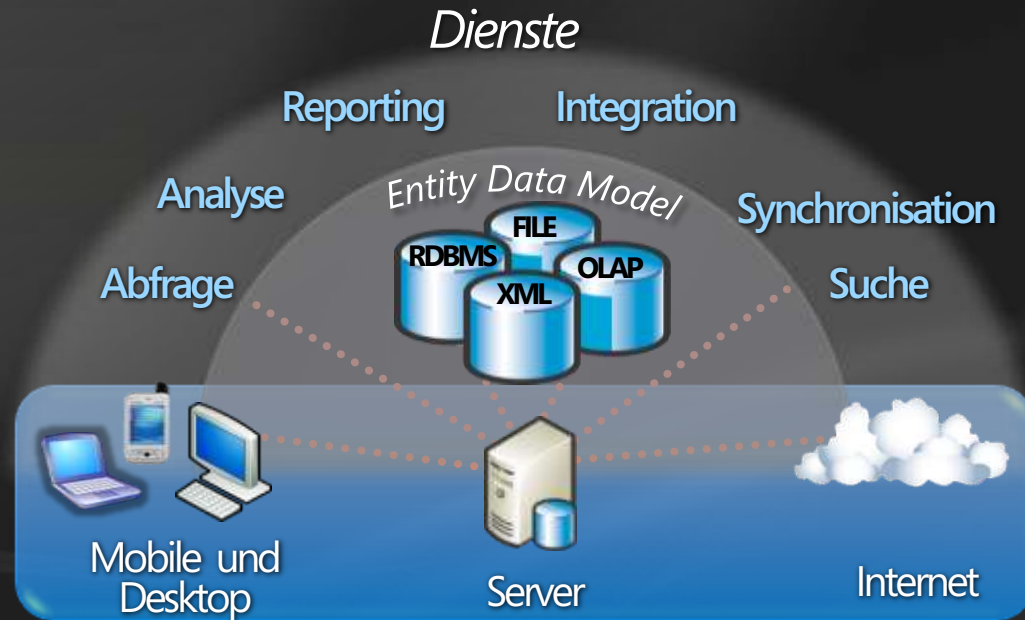 Dienste
Reporting
Integration
Analyse
Entity Data Model
Synchronisation
FILE
RDBMS
OLAP
XML
Abfrage
Suche
Mobile und
Desktop
Server
Internet